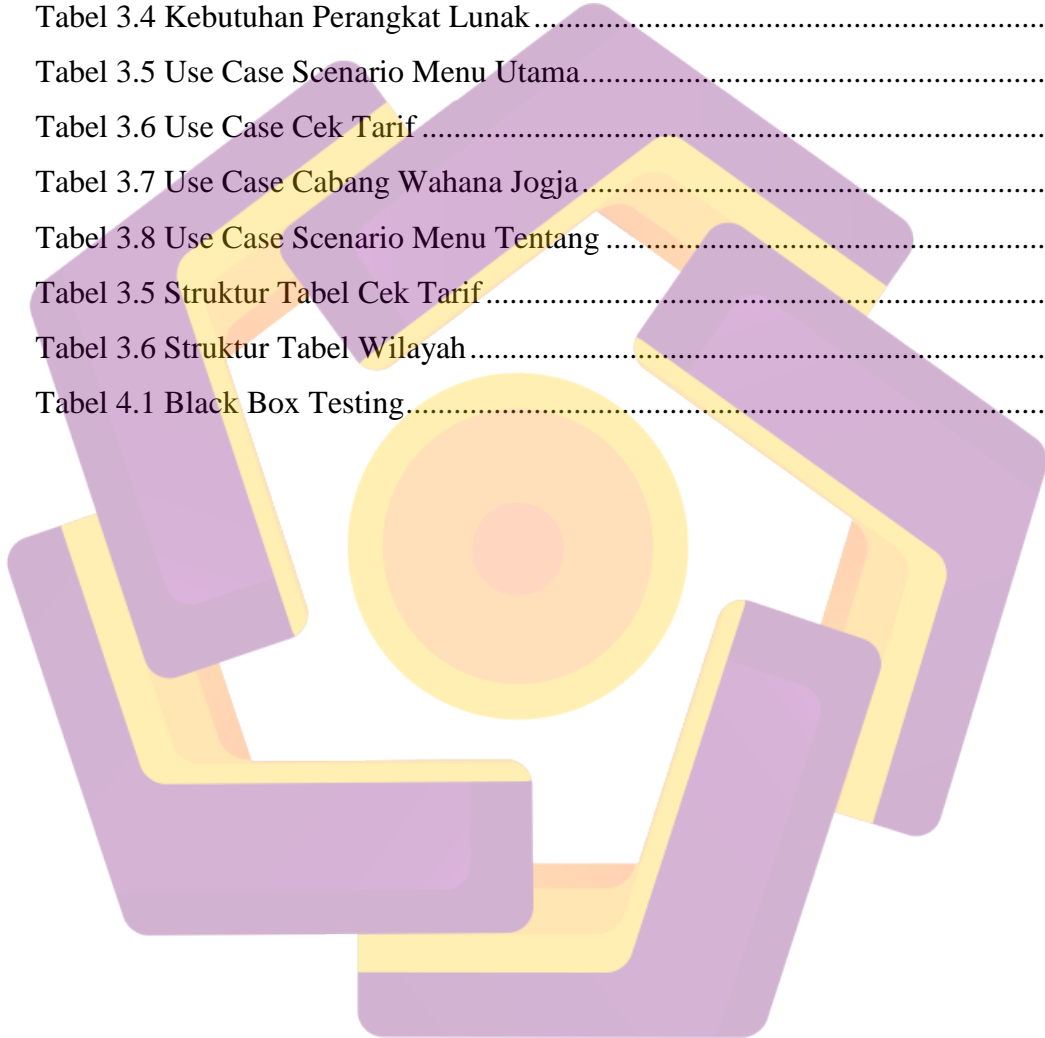 Tabel 3.4 Kebutuhan Perangkat Lunak................................................................
Tabel 3.5 Use Case Scenario Menu Utama..........................................................
Tabel 3.6 Use Case Cek Tarif...............................................................................
Tabel 3.7 Use Case Cabang Wahana Jogja..........................................................
Tabel 3.8 Use Case Scenario Menu Tentang.......................................................
Tabel 3.5 Struktur Tabel Cek Tarif......................................................................
Tabel 3.6 Struktur Tabel Wilayah........................................................................
Tabel 4.1 Black Box Testing................................................................................